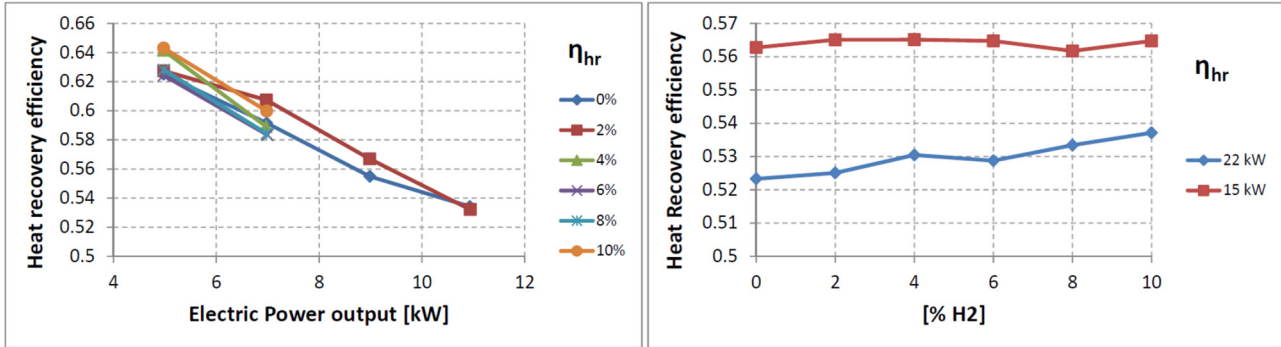 0.66
0.64
0.62
0.6
0.58
0.56
0.54
0.52
0.5
Heat recovery efficiency
4 6 8 10 12
Electric Power output [kW]
ηhr
0%
2%
4%
6%
8%
10%
0.57
0.56
0.55
0.54
0.53
0.52
0.51
0.5
Heat Recovery efficiency
0 2 4 6 8 10
[% H2]
ηhr
22 kW
15 kW